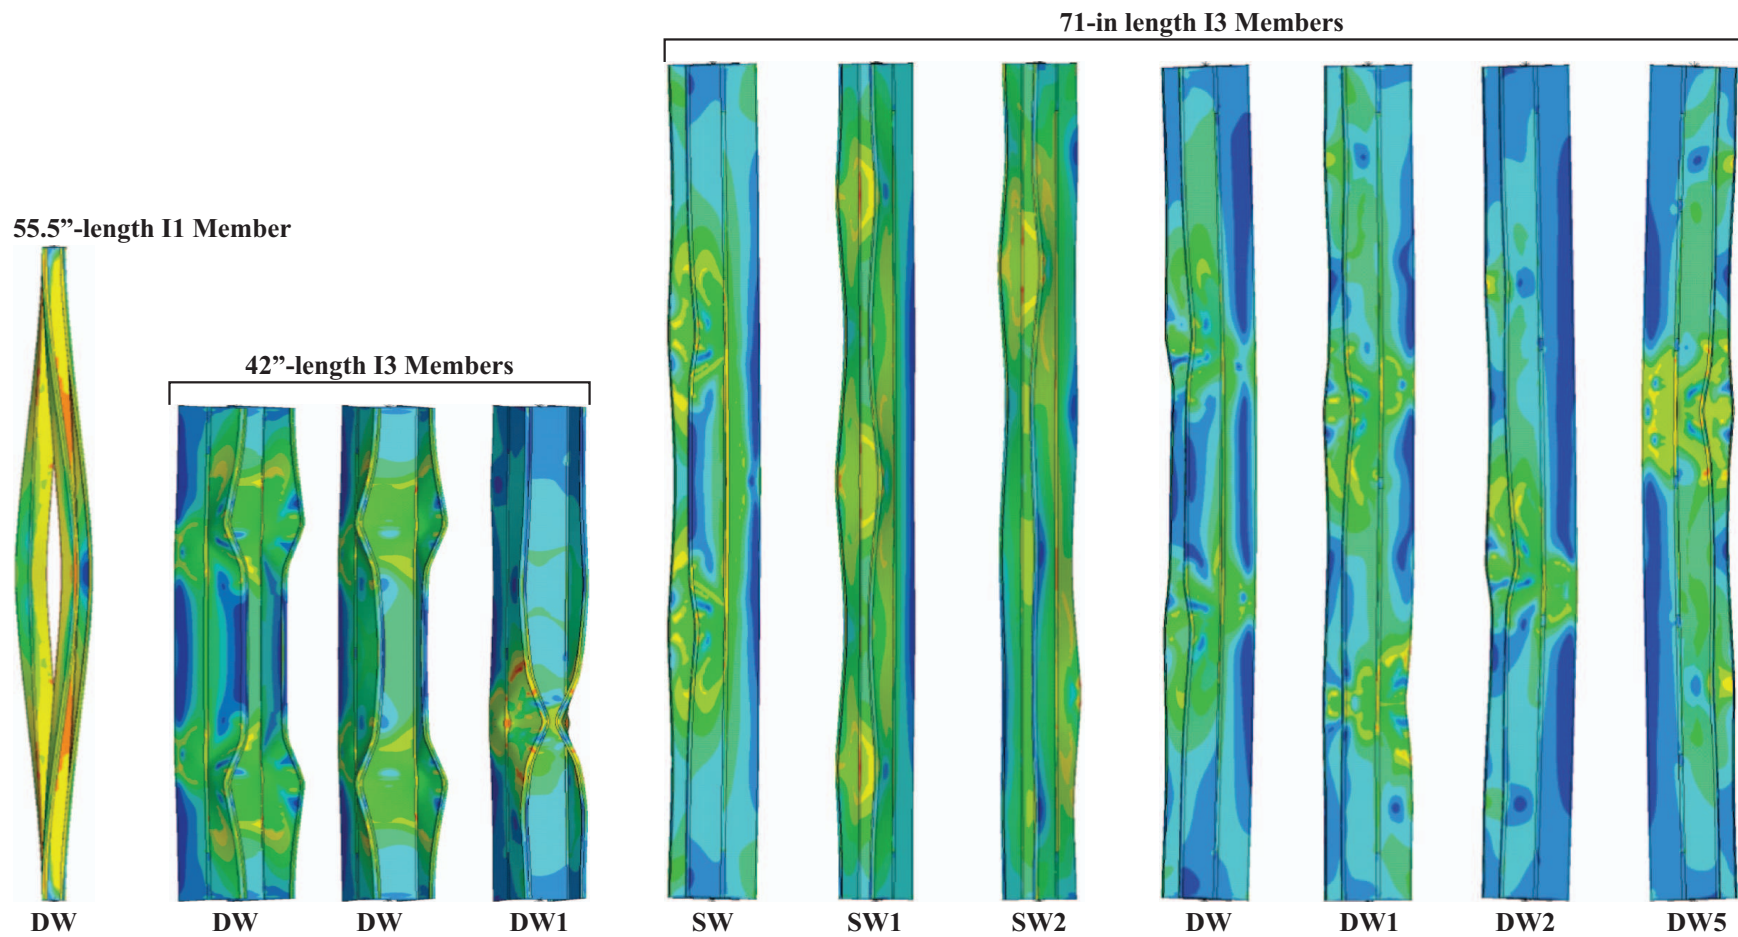 71-in length I3 Members
55.5”-length I1 Member
42”-length I3 Members
DW DW DW DW1 SW SW1 SW2 DW DW1 DW2 DW5